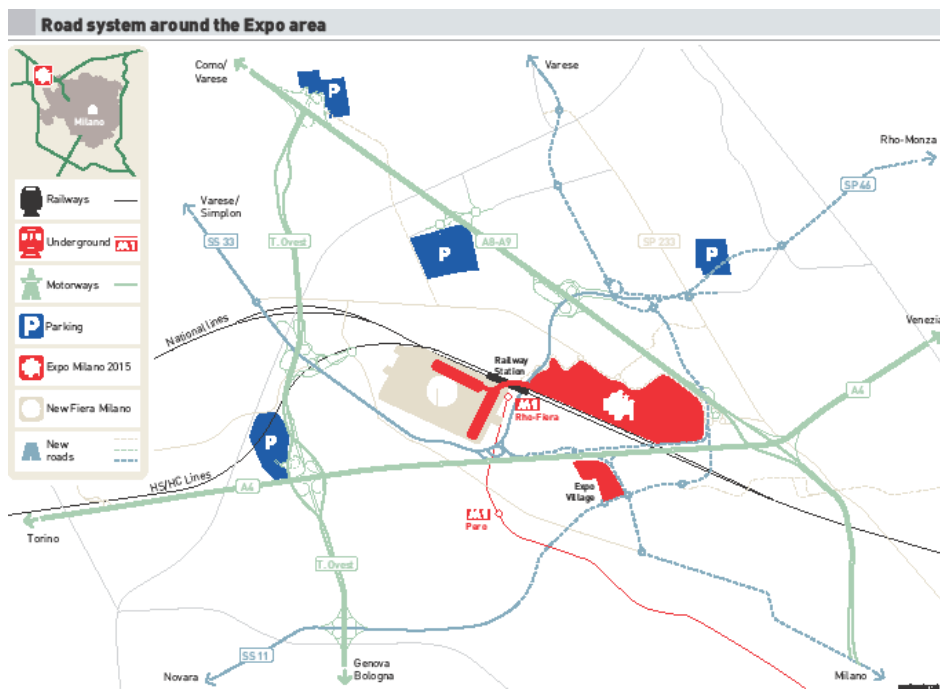 Road system around the Expo area
Milano
Railways
Underground M1
Motorways
P Parking
Expo Milano 2015
New Fiera Milano
New
roads
Como/
Varese
P
Varese
Rho-Monza
SP 46
Varese/
Simplon
SS 33
T. Ovest
P
A8-A9
SP 233
P
National lines
Venezia
Railway
Station
A4
M1
Rho-Fiera
P
HS/HC Lines
A4
Expo
Village
M1
Pero
Torino
T. Ovest
SS 11
Novara
Genova
Bologna
Milano